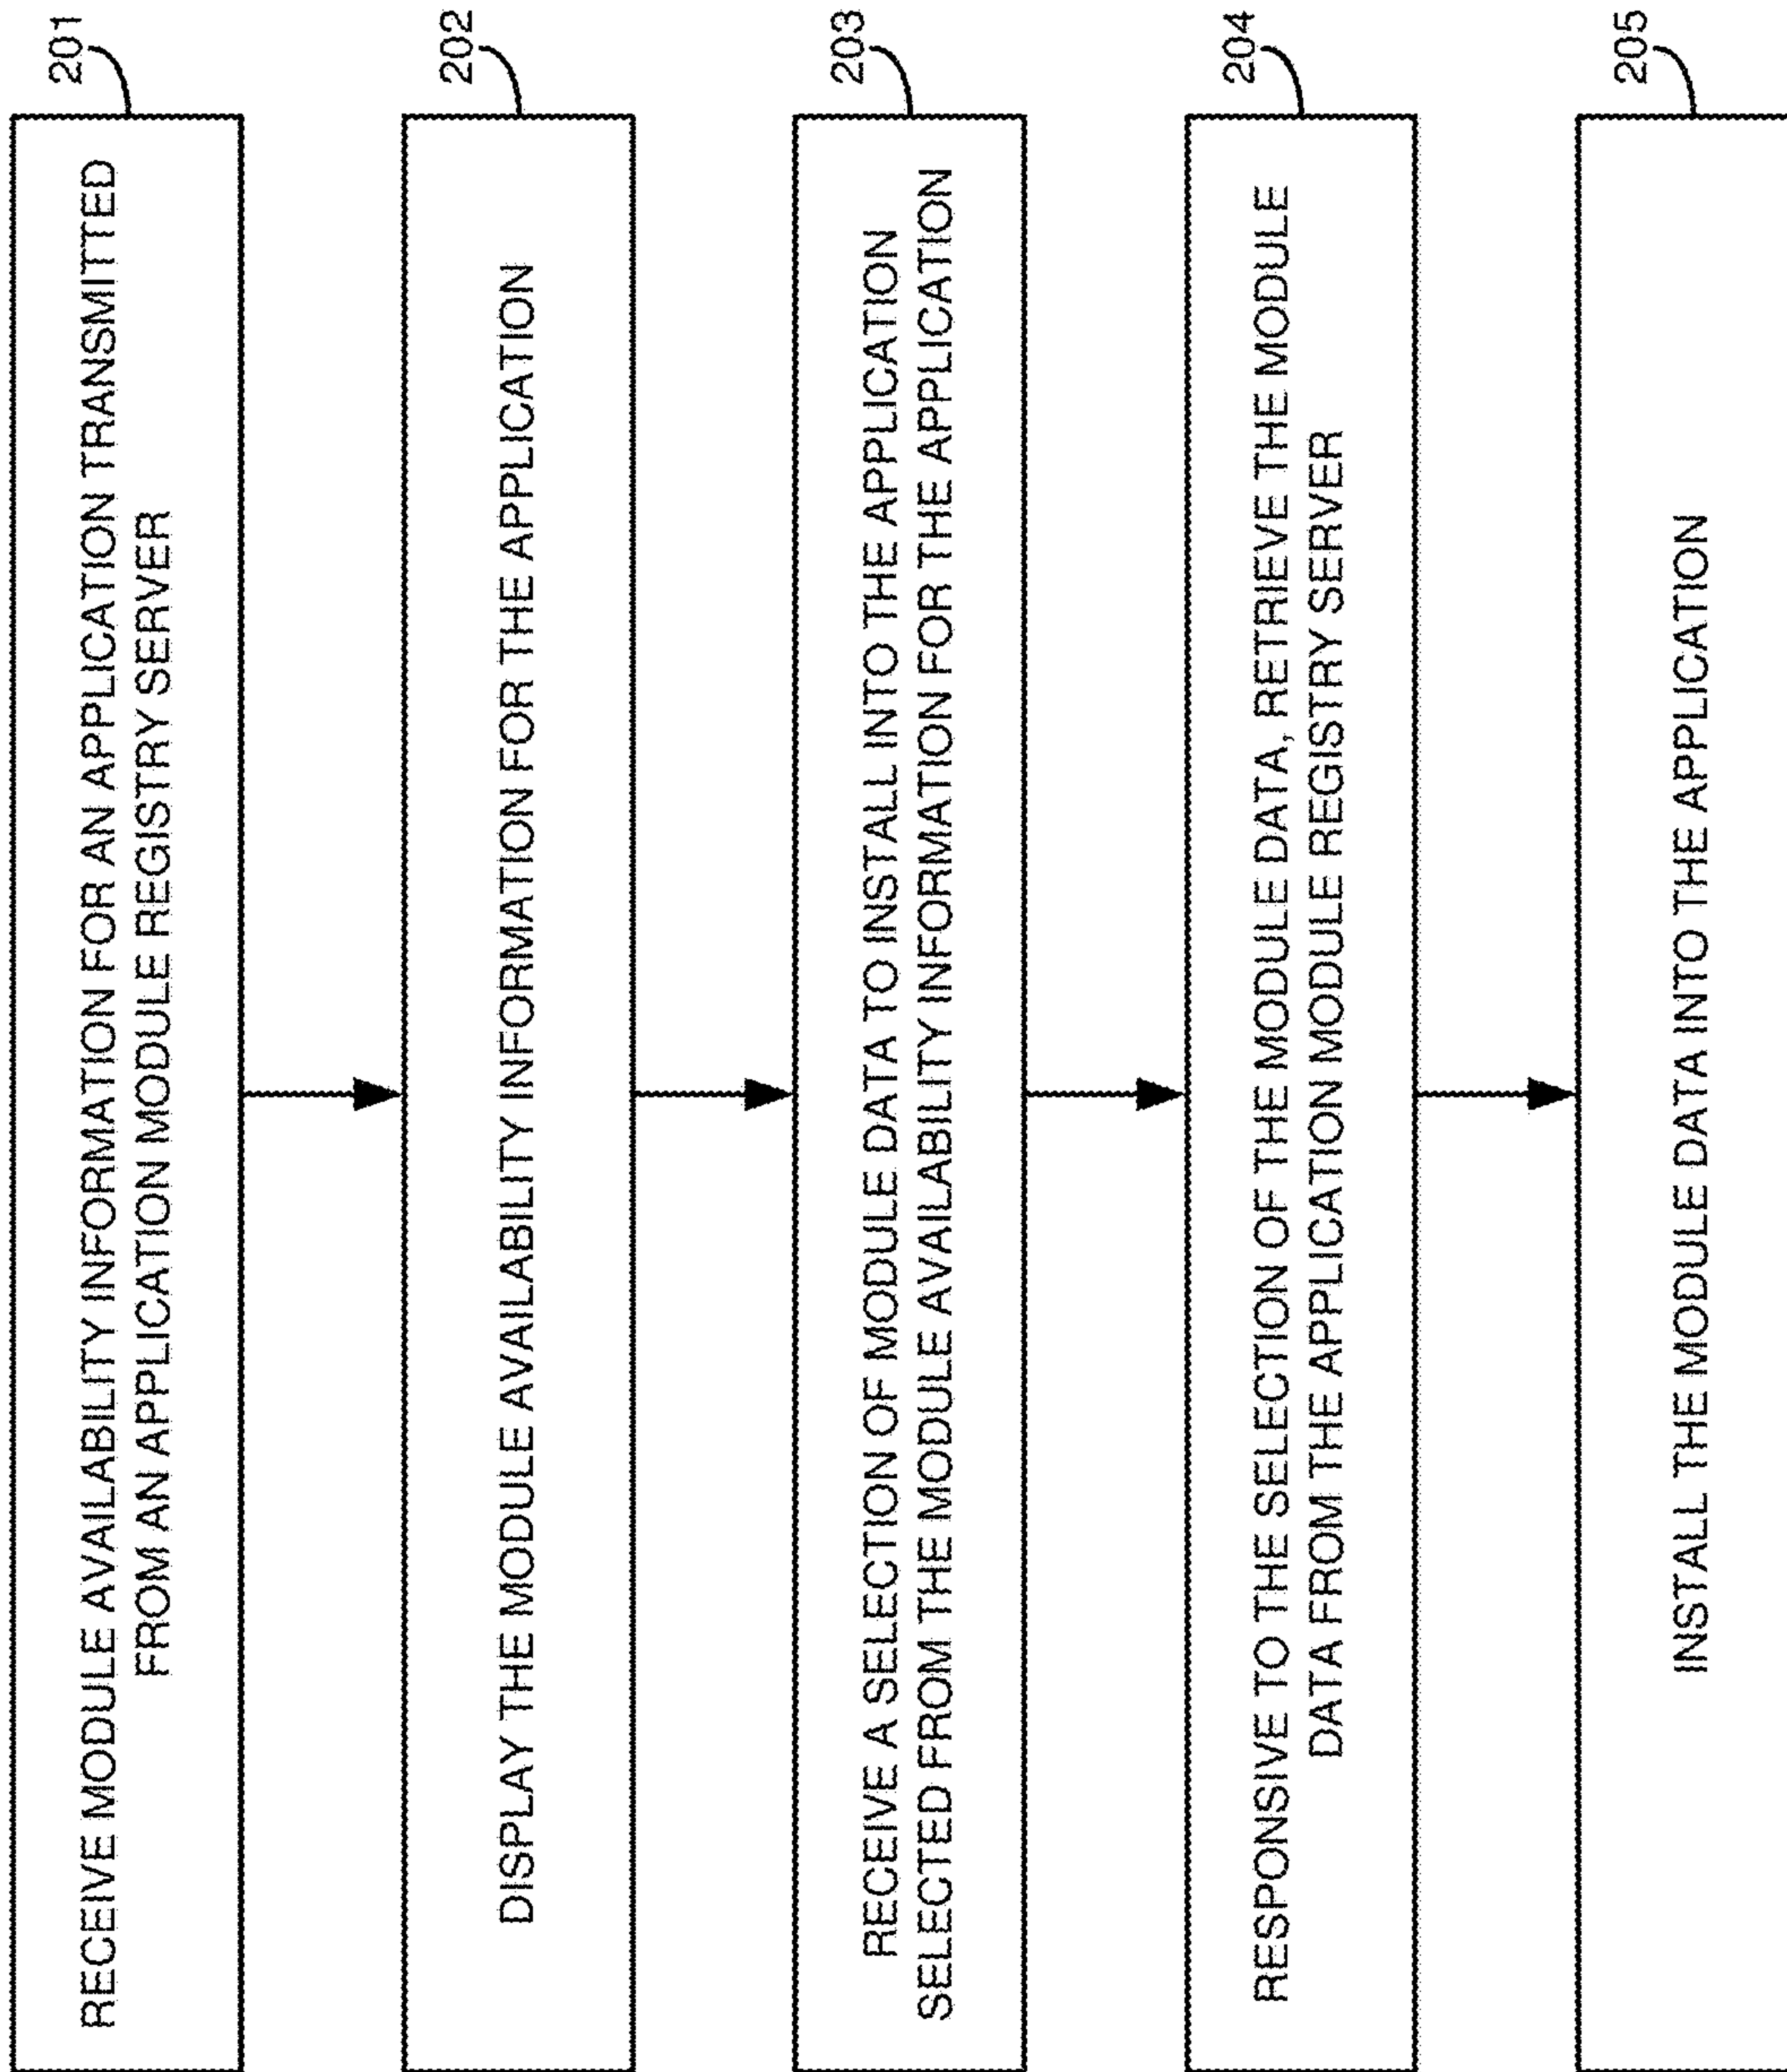 201
RECEIVE MODULE AVAILABILITY INFORMATION FOR AN APPLICATION TRANSMITTED
FROM AN APPLICATION MODULE REGISTRY SERVER
202
DISPLAY THE MODULE AVAILABILITY INFORMATION FOR THE APPLICATION
203
RECEIVE A SELECTION OF MODULE DATA TO INSTALL INTO THE APPLICATION
SELECTED FROM THE MODULE AVAILABILITY INFORMATION FOR THE APPLICATION
204
RESPONSIVE TO THE SELECTION OF THE MODULE DATA, RETRIEVE THE MODULE
DATA FROM THE APPLICATION MODULE REGISTRY SERVER
205
INSTALL THE MODULE DATA INTO THE APPLICATION